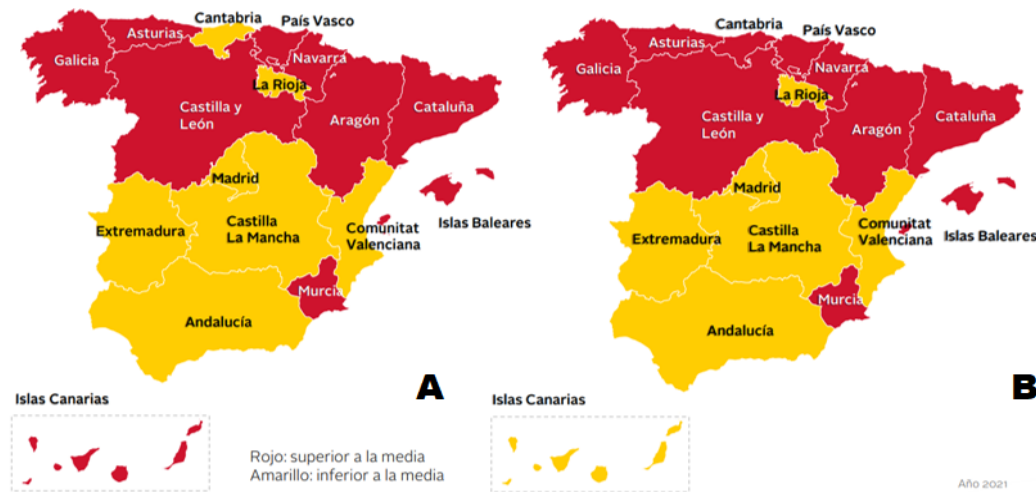 Cantabria
País Vasco
Asturias
Galicia
Navarra
La Rioja
Castilla y
León
Aragón
Cataluña
Madrid
Castilla
La Mancha
Extremadura
Comunitat
Valenciana
Islas Baleares
Murcia
Andalucía
A
Islas Canarias
Rojo: superior a la media
Amarillo: inferior a la media
Cantabria
País Vasco
Asturias
Galicia
Navarra
La Rioja
Castilla y
León
Aragón
Cataluña
Madrid
Castilla
La Mancha
Extremadura
Comunitat
Valenciana
Islas Baleares
Murcia
Andalucía
B
Islas Canarias
Año 2021